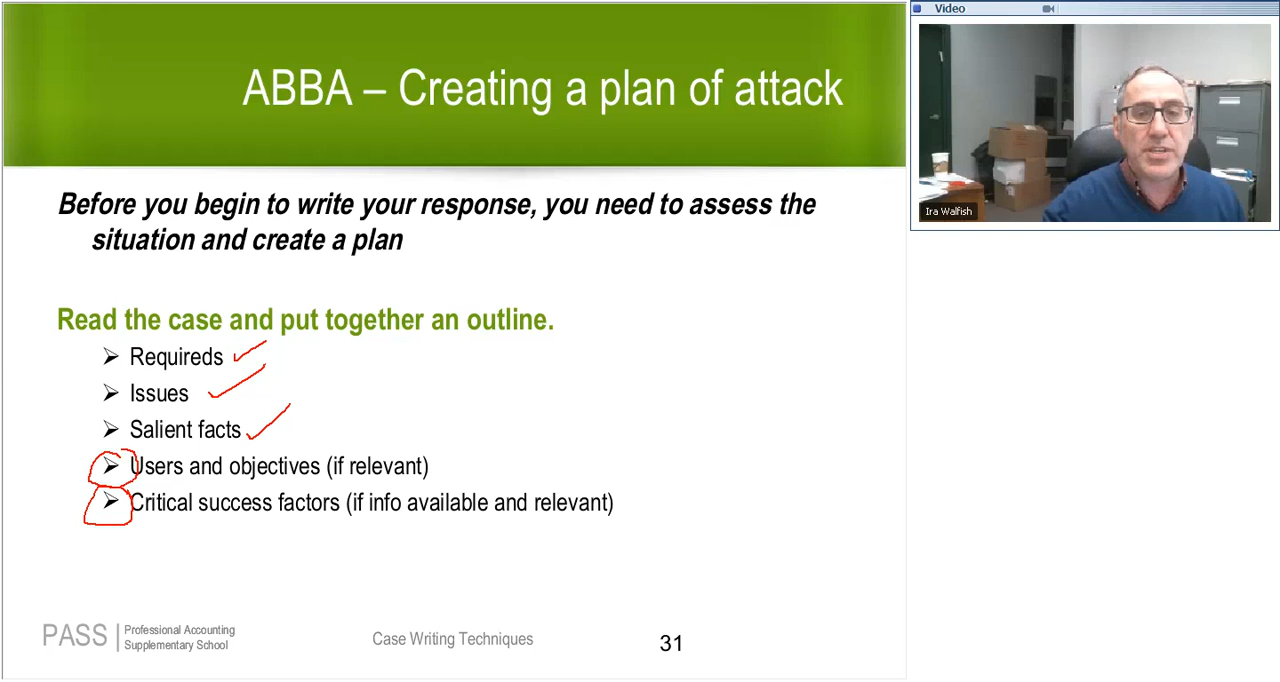 ABBA – Creating a plan of attack
Before you begin to write your response, you need to assess the
situation and create a plan
Read the case and put together an outline.
Requireds
Issues
Salient facts
Users and objectives (if relevant)
Critical success factors (if info available and relevant)
PASS
Professional Accounting
Supplementary School
Case Writing Techniques
31
Video
Ira Walfish